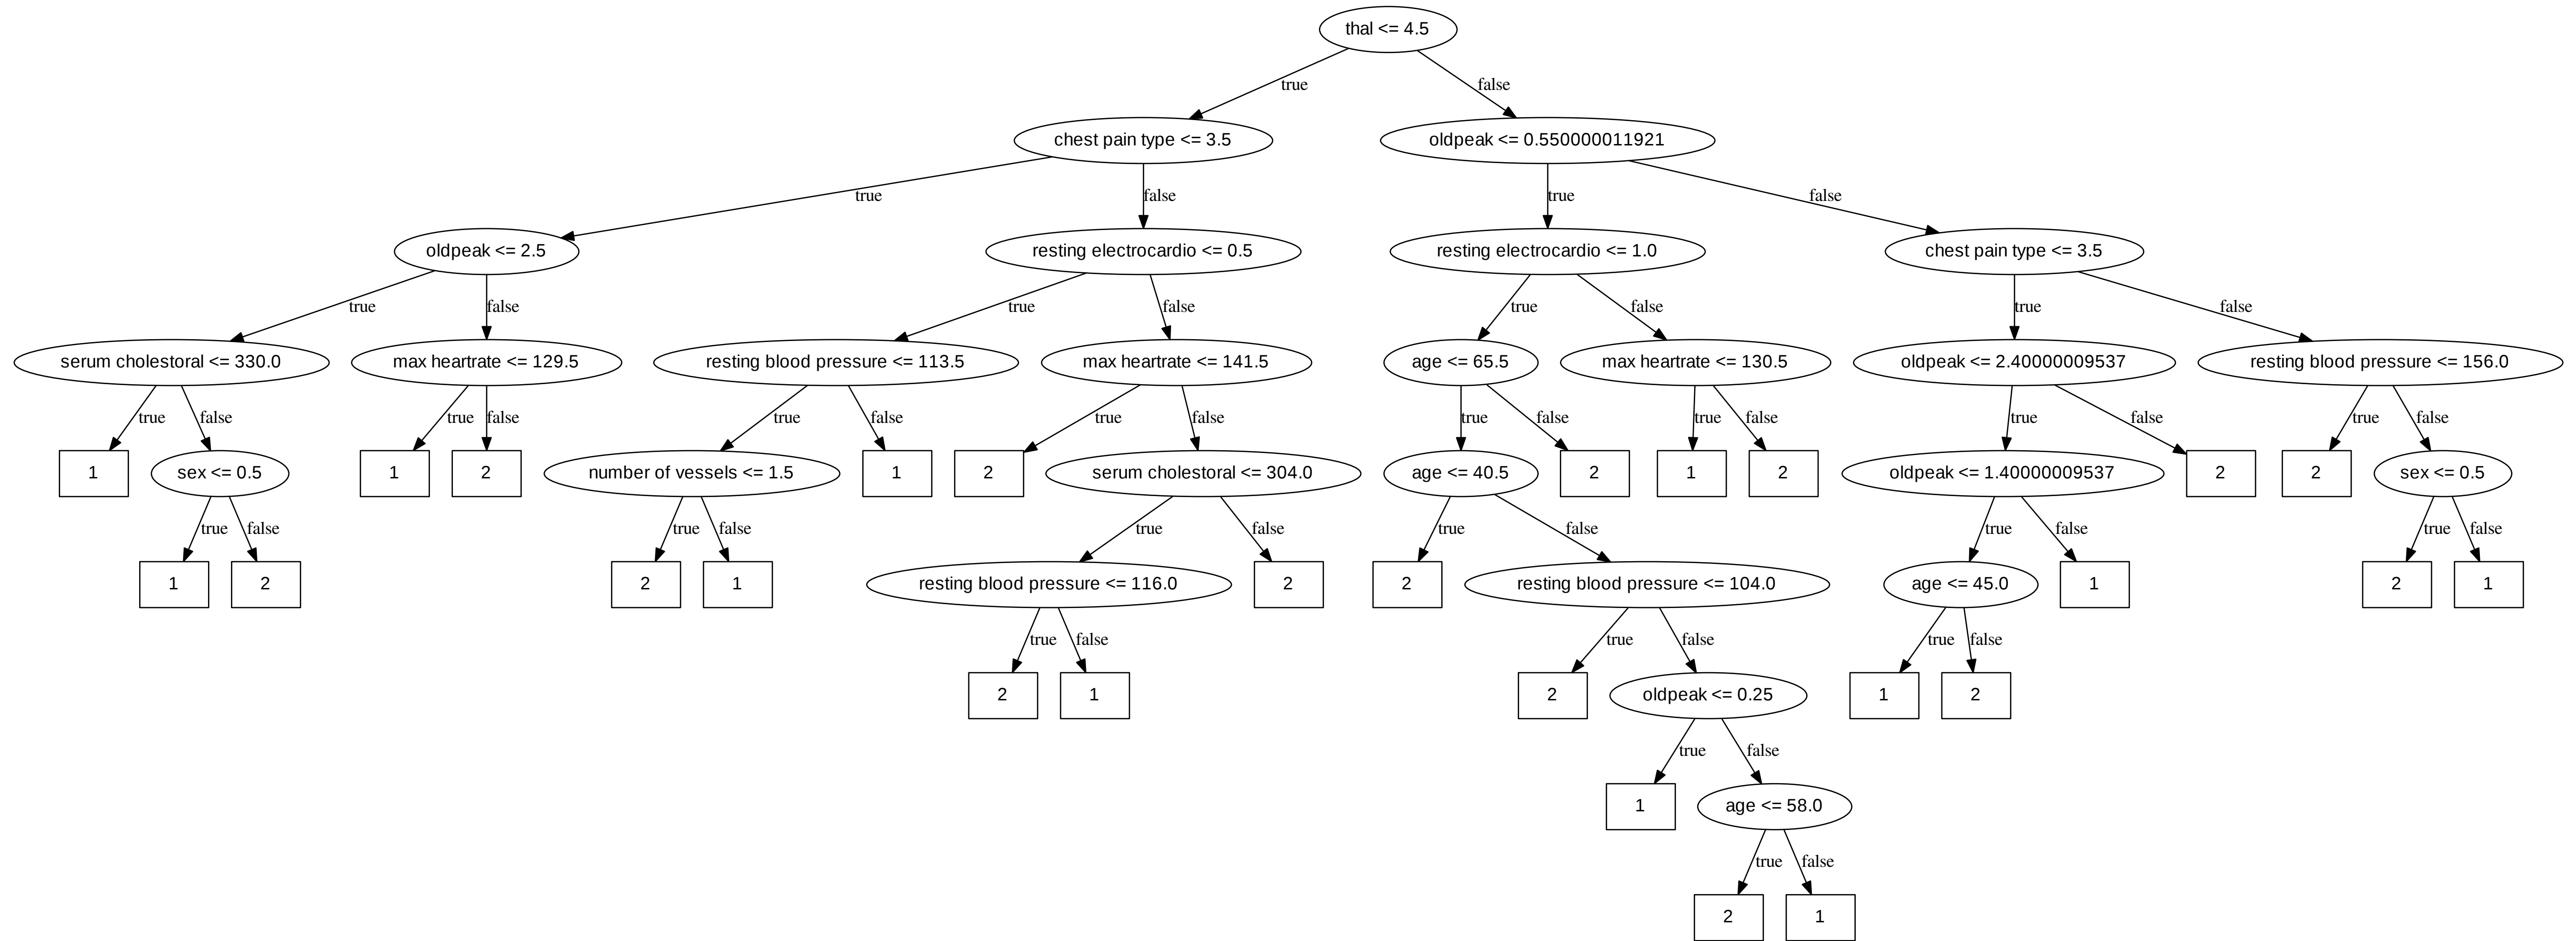 thal <= 4.5
true
false
chest pain type <= 3.5
oldpeak <= 0.550000011921
true
false
true
false
oldpeak <= 2.5
resting electrocardio <= 0.5
resting electrocardio <= 1.0
chest pain type <= 3.5
true
false
true
false
true
false
true
false
serum cholestoral <= 330.0
max heartrate <= 129.5
resting blood pressure <= 113.5
max heartrate <= 141.5
age <= 65.5
max heartrate <= 130.5
oldpeak <= 2.40000009537
resting blood pressure <= 156.0
true
false
true
false
true
false
true
false
true
false
true
false
true
false
true
false
1
sex <= 0.5
1
2
number of vessels <= 1.5
1
2
serum cholestoral <= 304.0
age <= 40.5
2
1
2
oldpeak <= 1.40000009537
2
2
sex <= 0.5
true
false
true
false
true
false
true
false
true
false
true
false
1
2
2
1
resting blood pressure <= 116.0
2
2
resting blood pressure <= 104.0
age <= 45.0
1
2
1
true
false
true
false
true
false
2
1
2
oldpeak <= 0.25
1
2
true
false
1
age <= 58.0
true
false
2
1